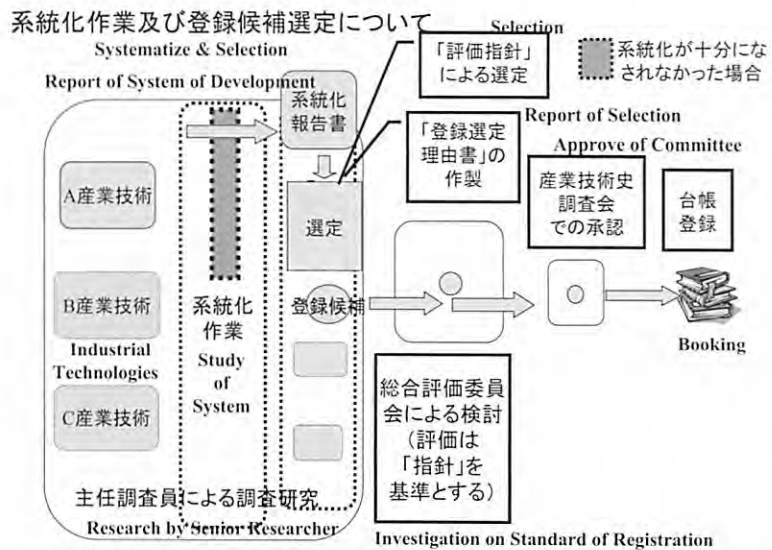 系統化作業及び登録候補選定について
Systematize & Selection
Selection
「評価指針」
による選定
系統化が十分にな
されなかった場合
Report of System of Development
系統化
報告書
Report of Selection
「登録選定
理由書」の
作製
Approve of Committee
産業技術史
調査会
での承認
台帳
登録
A産業技術
選定
B産業技術
系統化
作業
登録候補
Industrial
Technologies
Study
of
System
Booking
C産業技術
総合評価委員
会による検討
(評価は
「指針」を
基準とする)
主任調査員による調査研究
Research by Senior Researcher
Investigation on Standard of Registration